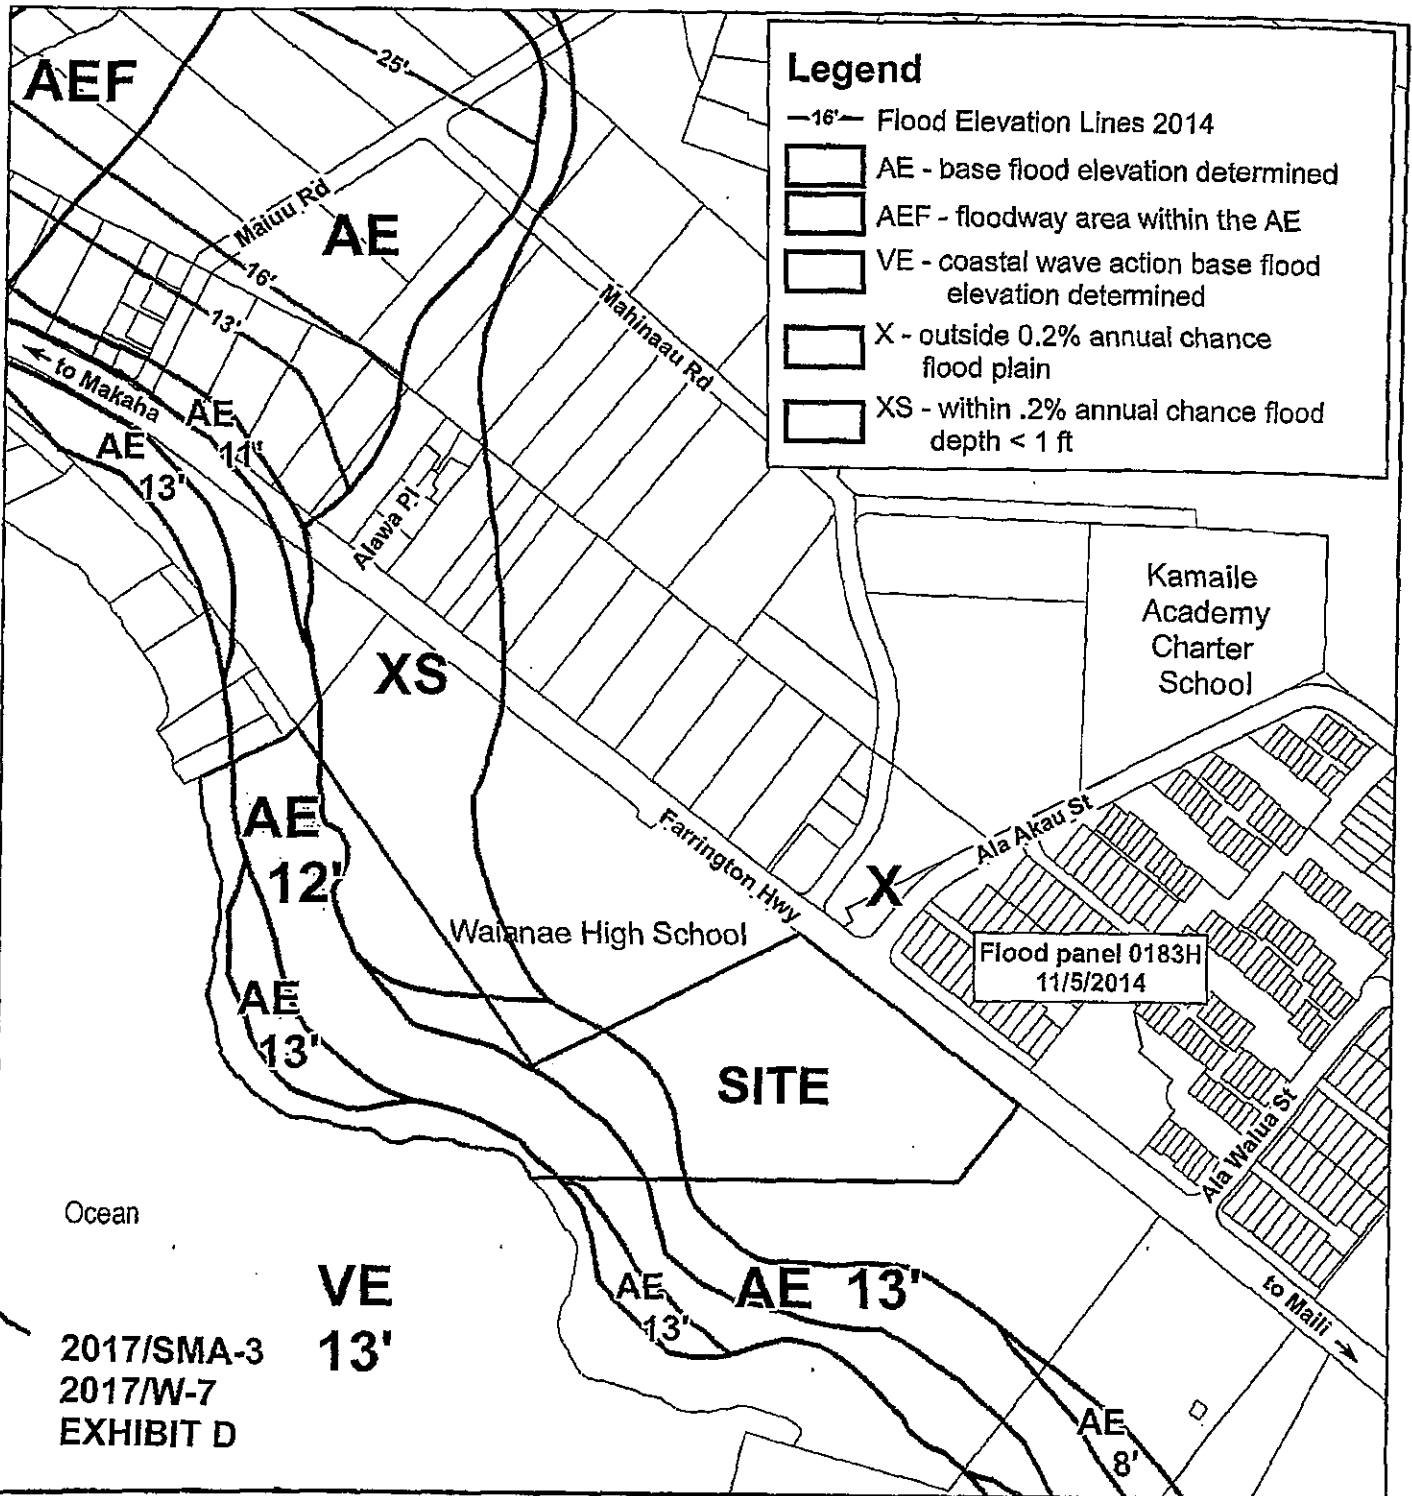 AEF
25'
Maiuu Rd
AE
16'
13'
Mahinaau Rd
Legend
16' Flood Elevation Lines 2014
AE - base flood elevation determined
AEF - floodway area within the AE
VE - coastal wave action base flood
elevation determined
X - outside 0.2% annual chance
flood plain
XS - within .2% annual chance flood
depth < 1 ft
← to Makaha
AE
11'
AE
13'
Alawa Pl
XS
Kamaile
Academy
Charter
School
AE
12'
Farrington Hwy
Ala Akau St
X
Waianae High School
Flood panel 0183H
11/5/2014
AE
13'
SITE
Ala Walua St
Ocean
VE
13'
AE
13'
AE 13'
to Maili →
AE
8'
2017/SMA-3
2017/W-7
EXHIBIT D